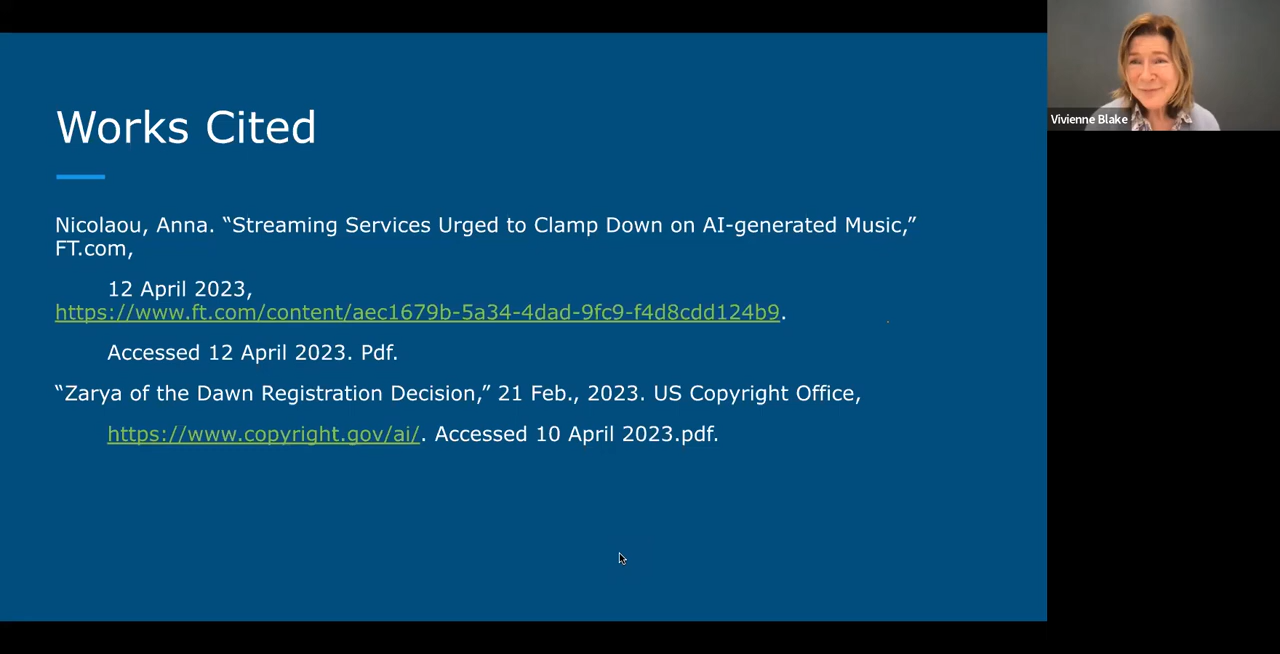 Works Cited
Nicolaou, Anna. “Streaming Services Urged to Clamp Down on AI-generated Music,”
FT.com,
12 April 2023,
https://www.ft.com/content/aec1679b-5a34-4dad-9fc9-f4d8cdd124b9.
Accessed 12 April 2023. Pdf.
“Zarya of the Dawn Registration Decision,” 21 Feb., 2023. US Copyright Office,
https://www.copyright.gov/ai/. Accessed 10 April 2023.pdf.
Vivienne Blake